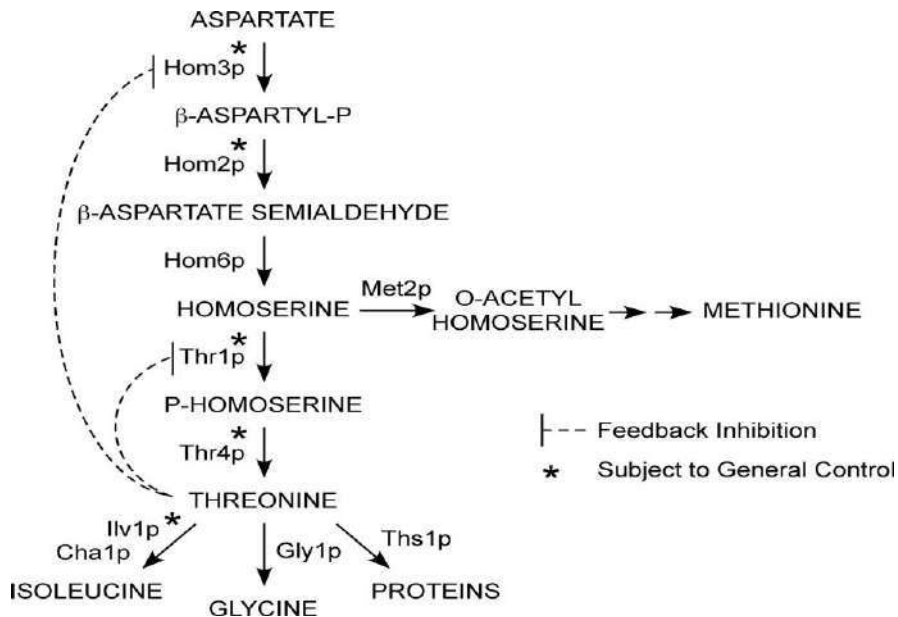 ASPARTATE
*
Hom3p
β-ASPARTYL-P
*
Hom2p
β-ASPARTATE SEMIALDEHYDE
Hom6p
Met2p
HOMOSERINE
O-ACETYL
HOMOSERINE
METHIONINE
*
Thr1p
P-HOMOSERINE
*
Thr4p
Feedback Inhibition
* Subject to General Control
THREONINE
Ilv1p *
Cha1p
Gly1p
Ths1p
ISOLEUCINE
GLYCINE
PROTEINS